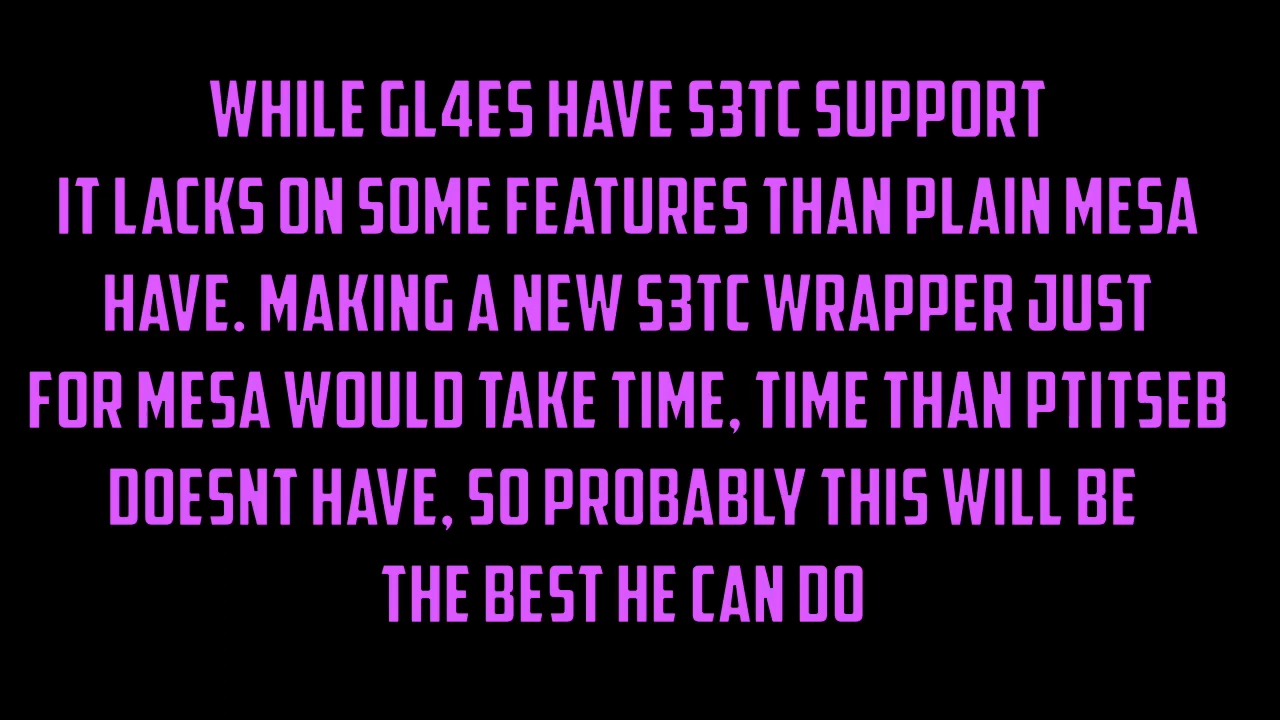 WHILE GL4ES HAVE S3TC SUPPORT
IT LACKS ON SOME FEATURES THAN PLAIN MESA
HAVE. MAKING A NEW S3TC WRAPPER JUST
FOR MESA WOULD TAKE TIME, TIME THAN PTITSEB
DOESNT HAVE, SO PROBABLY THIS WILL BE
THE BEST HE CAN DO